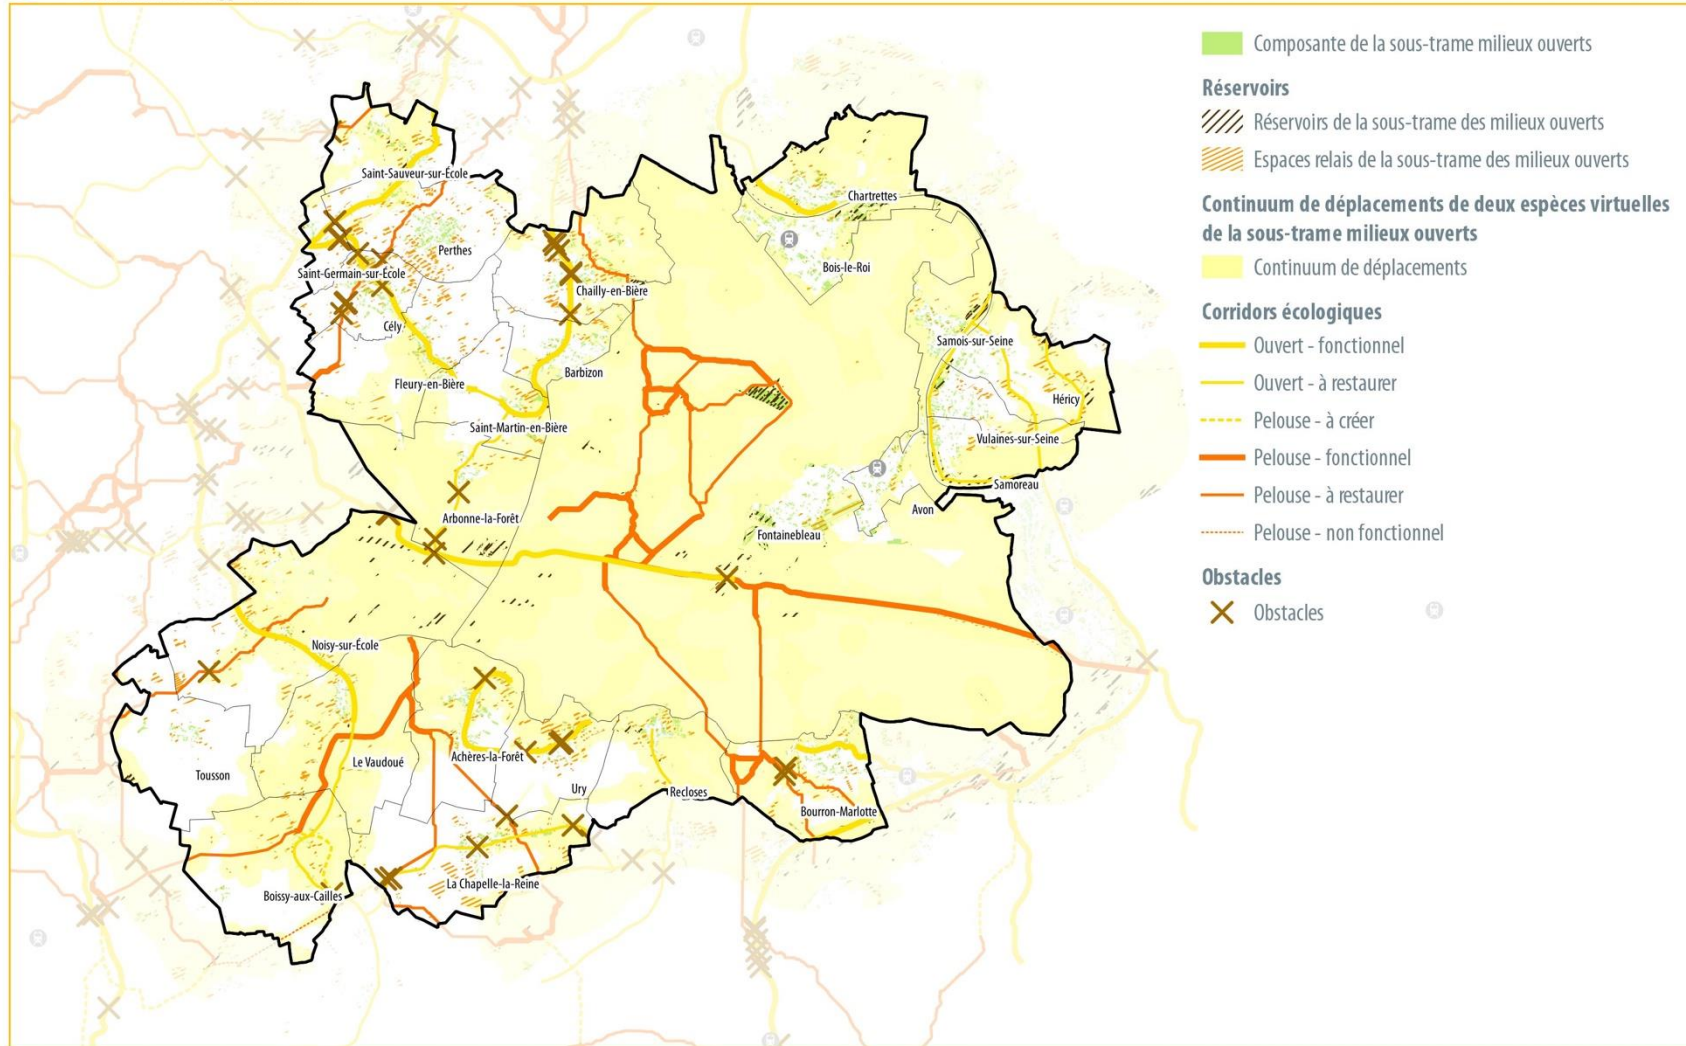 Composante de la sous-trame milieux ouverts
Réservoirs
Réservoirs de la sous-trame des milieux ouverts
Espaces relais de la sous-trame des milieux ouverts
Continuum de déplacements de deux espèces virtuelles
de la sous-trame milieux ouverts
Continuum de déplacements
Corridors écologiques
Ouvert - fonctionnel
Ouvert - à restaurer
Pelouse - à créer
Pelouse - fonctionnel
Pelouse - à restaurer
Pelouse - non fonctionnel
Obstacles
Obstacles
Saint-Sauveur-sur-École
Chartrettes
Perthes
Bois-le-Roi
Saint-Germain-sur-École
Chailly-en-Bière
Cély
Samois-sur-Seine
Barbizon
Fleury-en-Bière
Héricy
Saint-Martin-en-Bière
Vulaines-sur-Seine
Samoreau
Arbonne-la-Forêt
Avon
Fontainebleau
Noisy-sur-École
Achères-la-Forêt
Le Vaudoué
Tousson
Ury
Recloses
Bourron-Marlotte
La Chapelle-la-Reine
Boissy-aux-Cailles